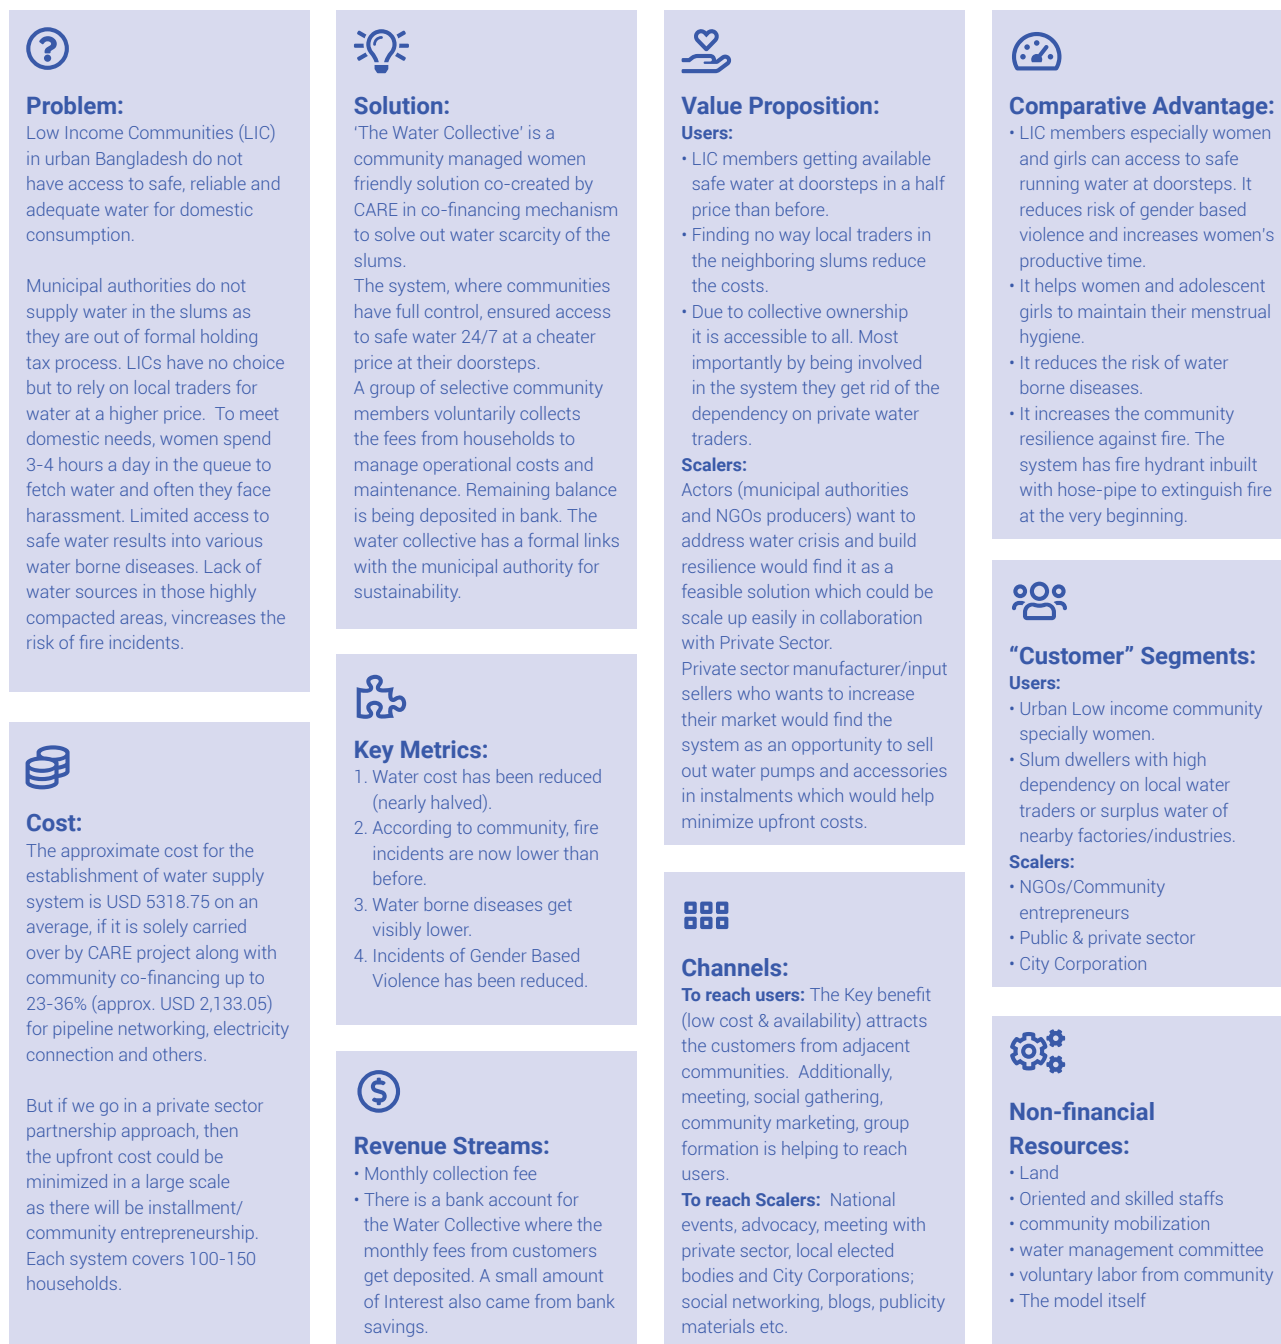 Problem:
Low Income Communities (LIC)
in urban Bangladesh do not
have access to safe, reliable and
adequate water for domestic
consumption.
Municipal authorities do not
supply water in the slums as
they are out of formal holding
tax process. LICs have no choice
but to rely on local traders for
water at a higher price. To meet
domestic needs, women spend
3-4 hours a day in the queue to
fetch water and often they face
harassment. Limited access to
safe water results into various
water borne diseases. Lack of
water sources in those highly
compacted areas, vincreases the
risk of fire incidents.
Cost:
The approximate cost for the
establishment of water supply
system is USD 5318.75 on an
average, if it is solely carried
over by CARE project along with
community co-financing up to
23-36% (approx. USD 2,133.05)
for pipeline networking, electricity
connection and others.
But if we go in a private sector
partnership approach, then
the upfront cost could be
minimized in a large scale
as there will be installment/
community entrepreneurship.
Each system covers 100-150
households.
Solution:
‘The Water Collective’ is a
community managed women
friendly solution co-created by
CARE in co-financing mechanism
to solve out water scarcity of the
slums.
The system, where communities
have full control, ensured access
to safe water 24/7 at a cheater
price at their doorsteps.
A group of selective community
members voluntarily collects
the fees from households to
manage operational costs and
maintenance. Remaining balance
is being deposited in bank. The
water collective has a formal links
with the municipal authority for
sustainability.
Key Metrics:
1. Water cost has been reduced
(nearly halved).
2. According to community, fire
incidents are now lower than
before.
3. Water borne diseases get
visibly lower.
4. Incidents of Gender Based
Violence has been reduced.
Revenue Streams:
• Monthly collection fee
• There is a bank account for
the Water Collective where the
monthly fees from customers
get deposited. A small amount
of Interest also came from bank
savings.
Value Proposition:
Users:
• LIC members getting available
safe water at doorsteps in a half
price than before.
• Finding no way local traders in
the neighboring slums reduce
the costs.
• Due to collective ownership
it is accessible to all. Most
importantly by being involved
in the system they get rid of the
dependency on private water
traders.
Scalers:
Actors (municipal authorities
and NGOs producers) want to
address water crisis and build
resilience would find it as a
feasible solution which could be
scale up easily in collaboration
with Private Sector.
Private sector manufacturer/input
sellers who wants to increase
their market would find the
system as an opportunity to sell
out water pumps and accessories
in instalments which would help
minimize upfront costs.
Channels:
To reach users: The Key benefit
(low cost & availability) attracts
the customers from adjacent
communities. Additionally,
meeting, social gathering,
community marketing, group
formation is helping to reach
users.
To reach Scalers: National
events, advocacy, meeting with
private sector, local elected
bodies and City Corporations;
social networking, blogs, publicity
materials etc.
Comparative Advantage:
• LIC members especially women
and girls can access to safe
running water at doorsteps. It
reduces risk of gender based
violence and increases women’s
productive time.
• It helps women and adolescent
girls to maintain their menstrual
hygiene.
• It reduces the risk of water
borne diseases.
• It increases the community
resilience against fire. The
system has fire hydrant inbuilt
with hose-pipe to extinguish fire
at the very beginning.
“Customer” Segments:
Users:
• Urban Low income community
specially women.
• Slum dwellers with high
dependency on local water
traders or surplus water of
nearby factories/industries.
Scalers:
• NGOs/Community
entrepreneurs
• Public & private sector
• City Corporation
Non-financial
Resources:
• Land
• Oriented and skilled staffs
• community mobilization
• water management committee
• voluntary labor from community
• The model itself